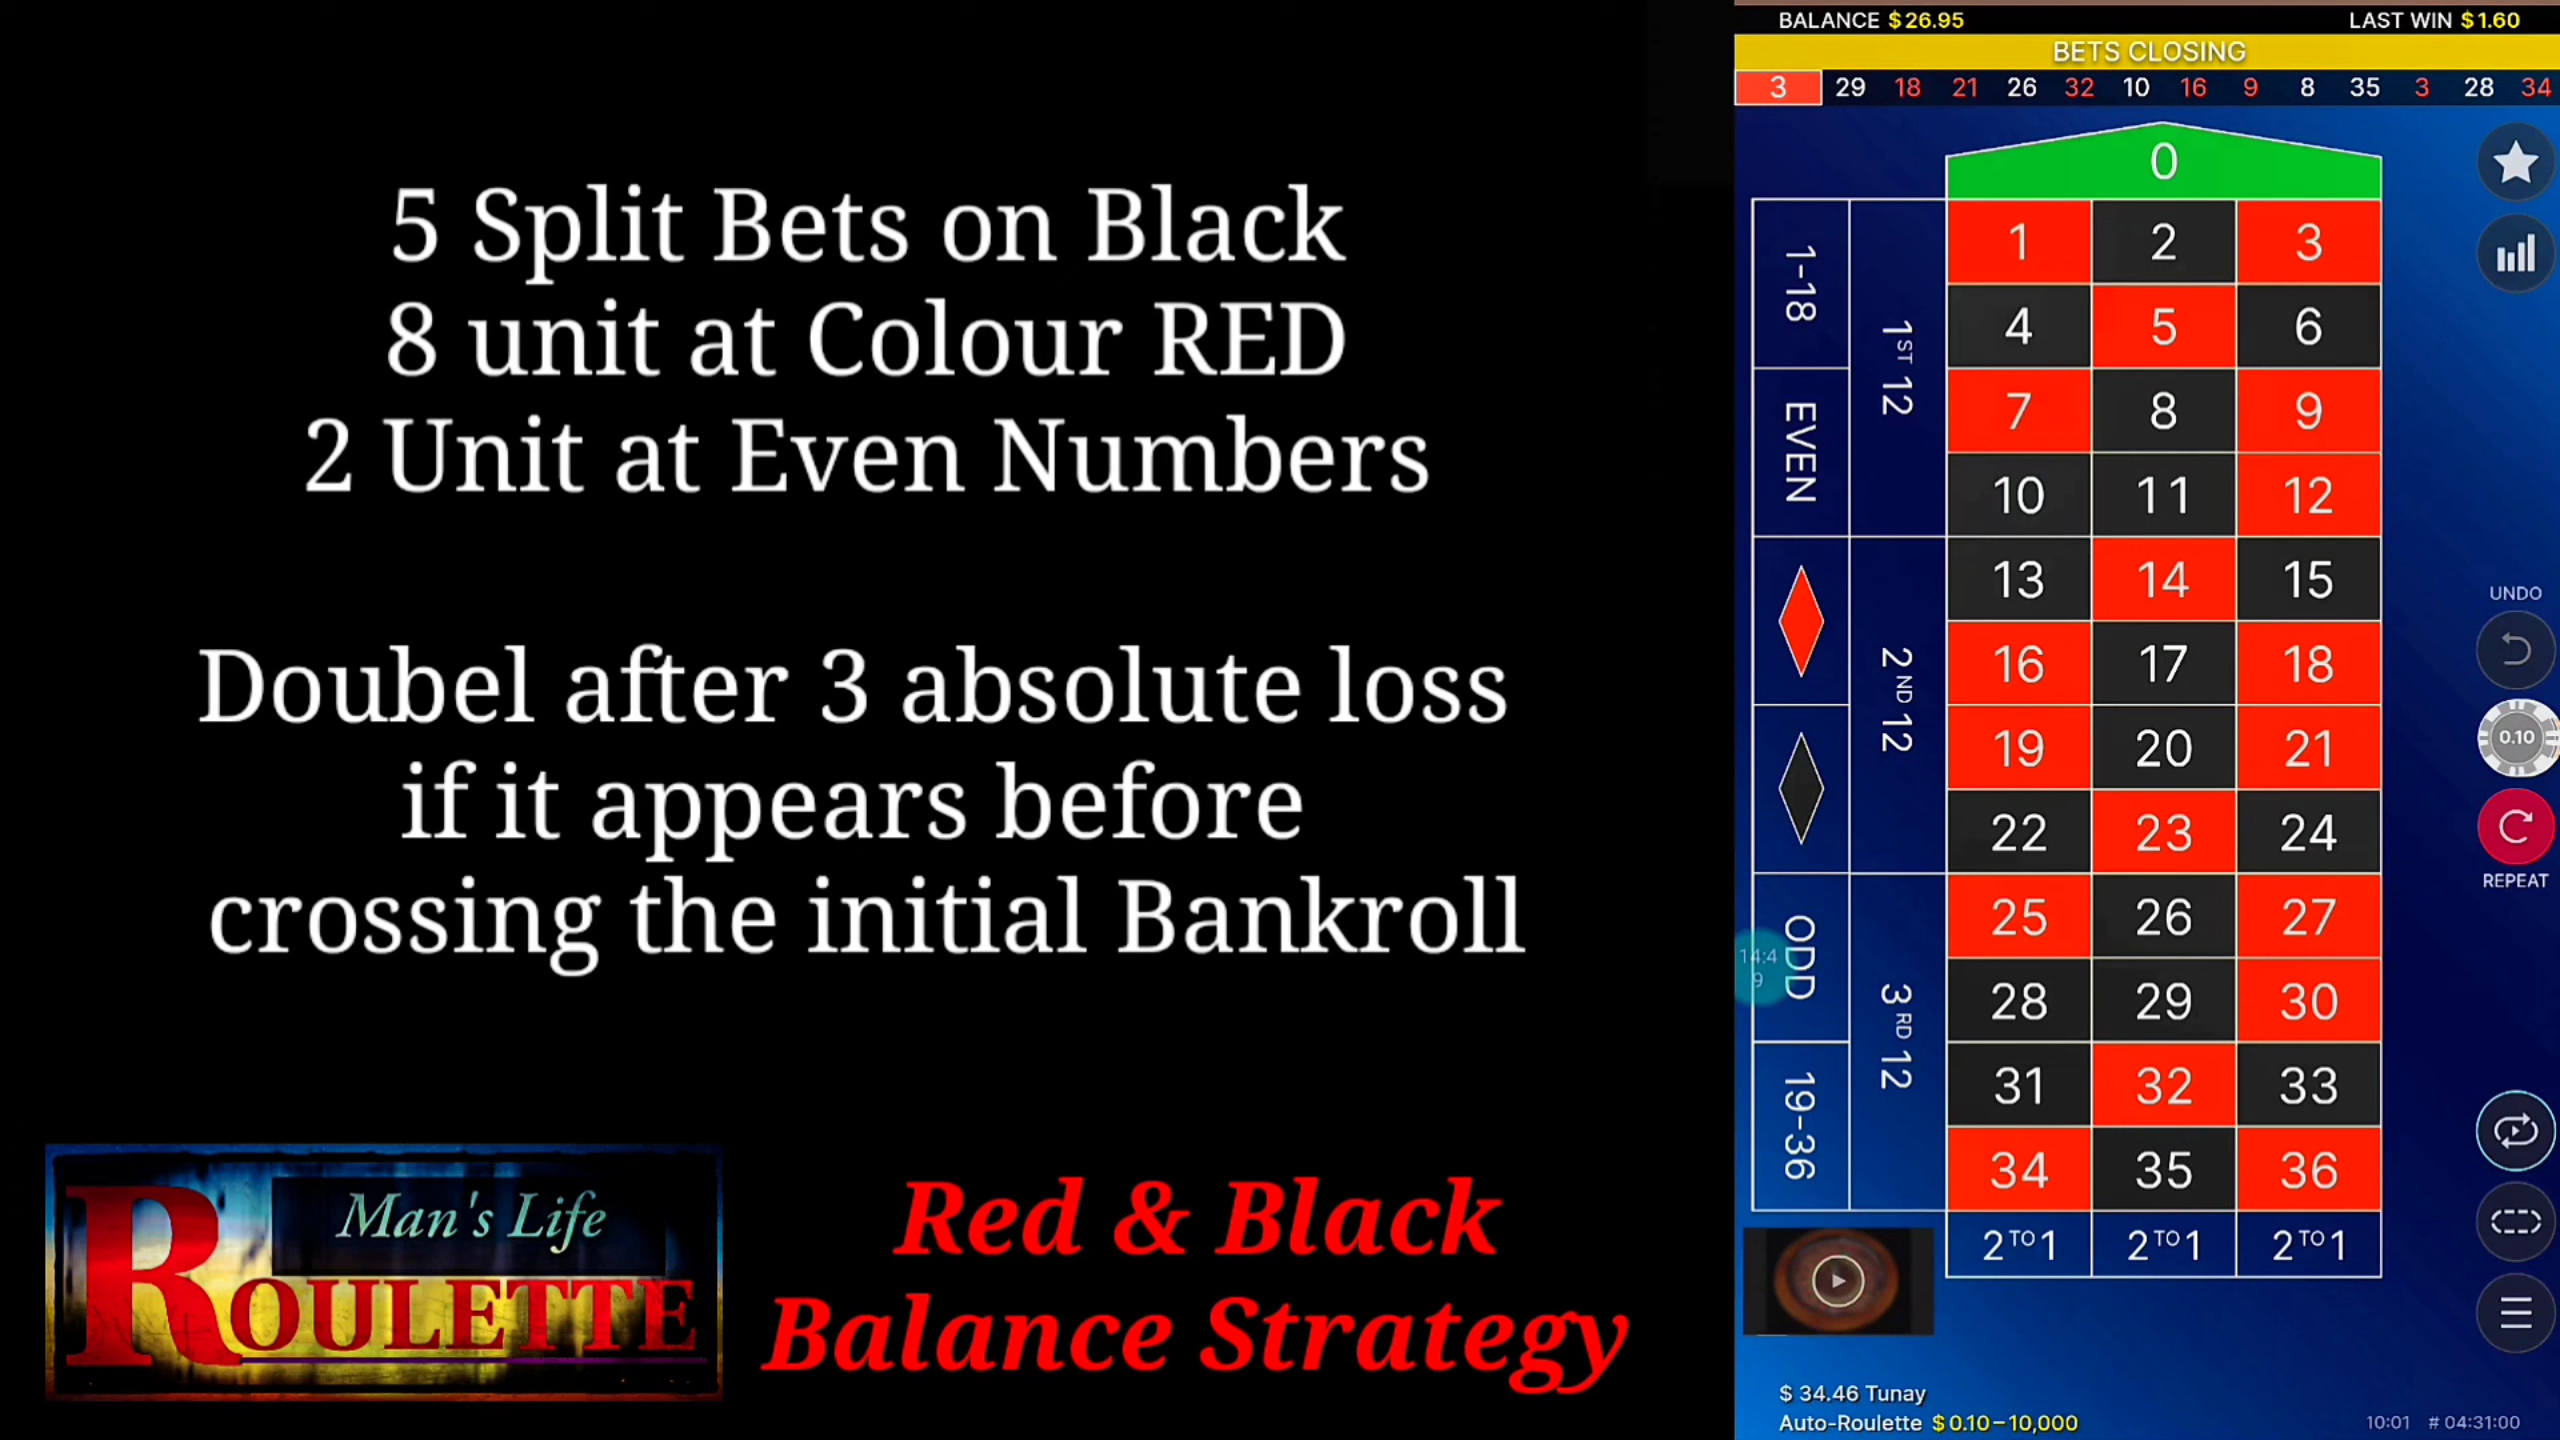 5 Split Bets on Black
8 unit at Colour RED
2 Unit at Even Numbers
Doubel after 3 absolute loss
if it appears before
crossing the initial Bankroll
Man's Life
ROULETTE
Red & Black
Balance Strategy
BALANCE $26.95 LAST WIN $1.60
BETS CLOSING
3 29 18 21 26 32 10 16 9 8 35 3 28 34
0
1 2 3
4 5 6
7 8 9
10 11 12
13 14 15
16 17 18
19 20 21
22 23 24
25 26 27
28 29 30
31 32 33
34 35 36
2 TO 1 2 TO 1 2 TO 1
1-18
EVEN
ODD
19-36
1ST 12
2ND 12
3RD 12
14:4
9
UNDO
0.10
REPEAT
$ 34.46 Tunay
Auto-Roulette $0.10–10,000
10:01 # 04:31:00